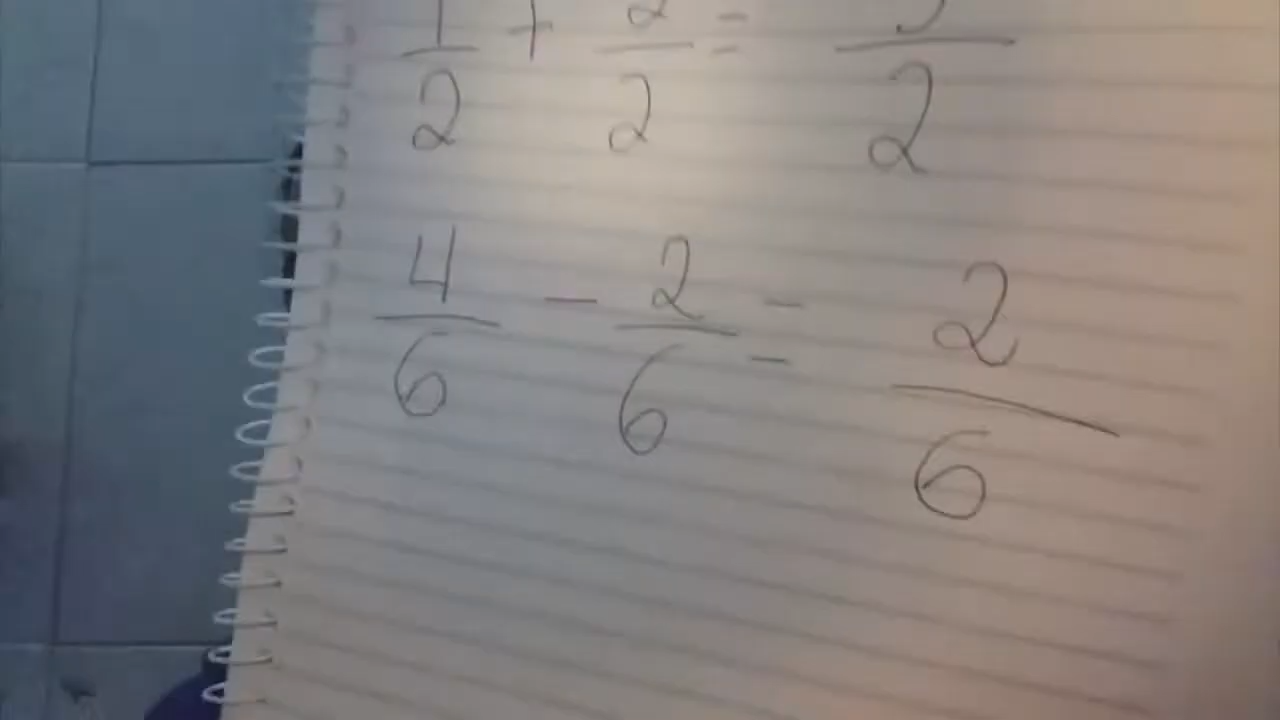 1/2 + 2/2 = 3/2
4/6 - 2/6 = 2/6